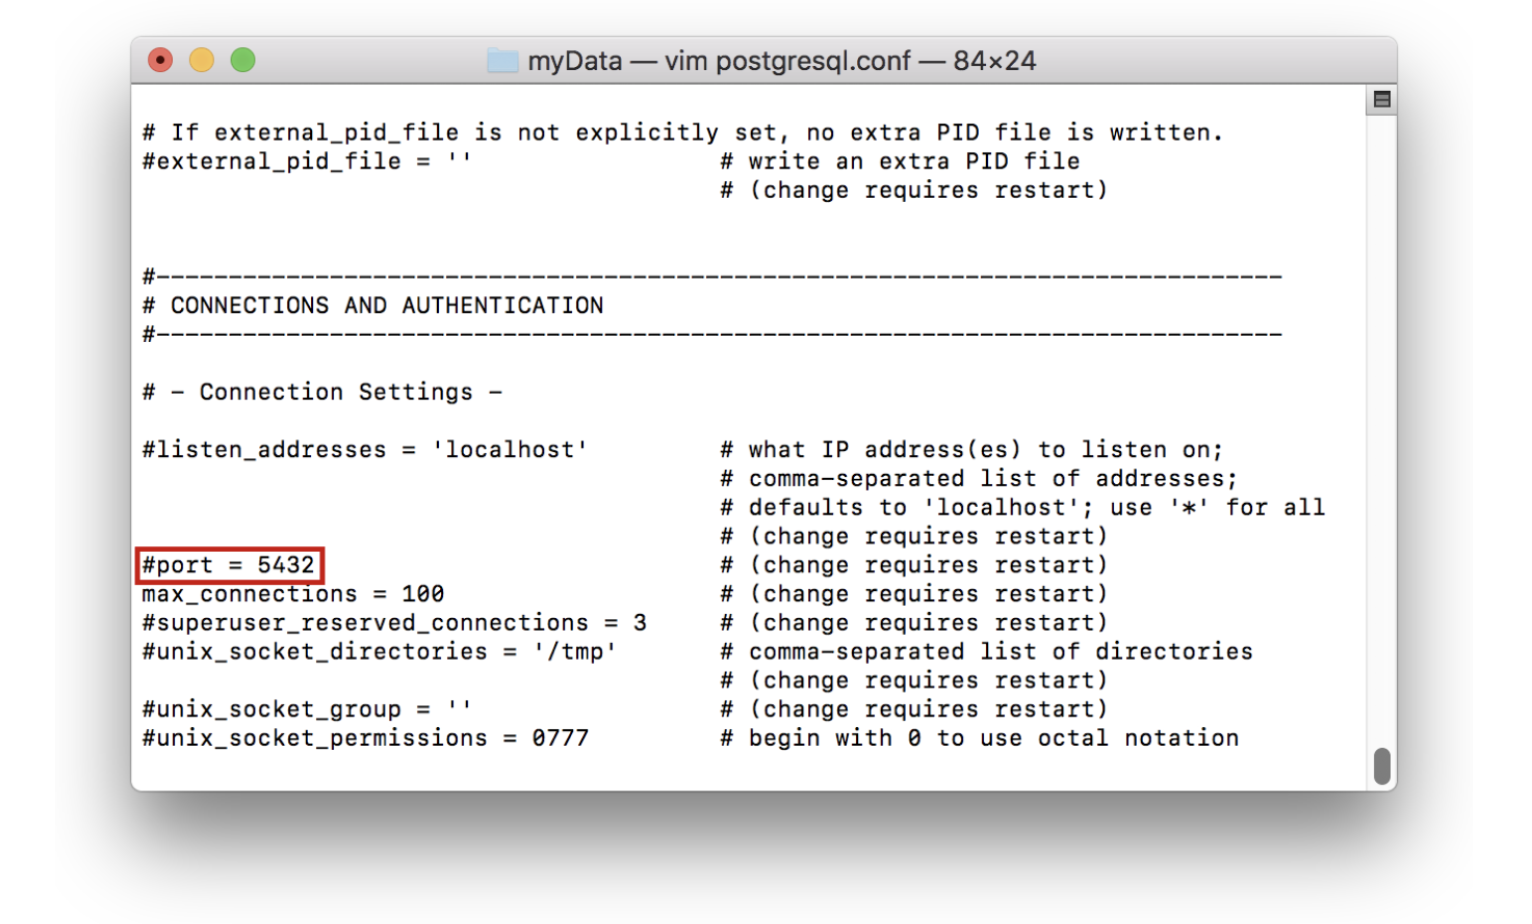 myData — vim postgresql.conf — 84×24
# If external_pid_file is not explicitly set, no extra PID file is written.
#external_pid_file = ''                 # write an extra PID file
                                        # (change requires restart)
#------------------------------------------------------------------------------
# CONNECTIONS AND AUTHENTICATION
#------------------------------------------------------------------------------
# - Connection Settings -
#listen_addresses = 'localhost'         # what IP address(es) to listen on;
                                        # comma-separated list of addresses;
                                        # defaults to 'localhost'; use '*' for all
                                        # (change requires restart)
#port = 5432                            # (change requires restart)
max_connections = 100                   # (change requires restart)
#superuser_reserved_connections = 3     # (change requires restart)
#unix_socket_directories = '/tmp'       # comma-separated list of directories
                                        # (change requires restart)
#unix_socket_group = ''                 # (change requires restart)
#unix_socket_permissions = 0777         # begin with 0 to use octal notation